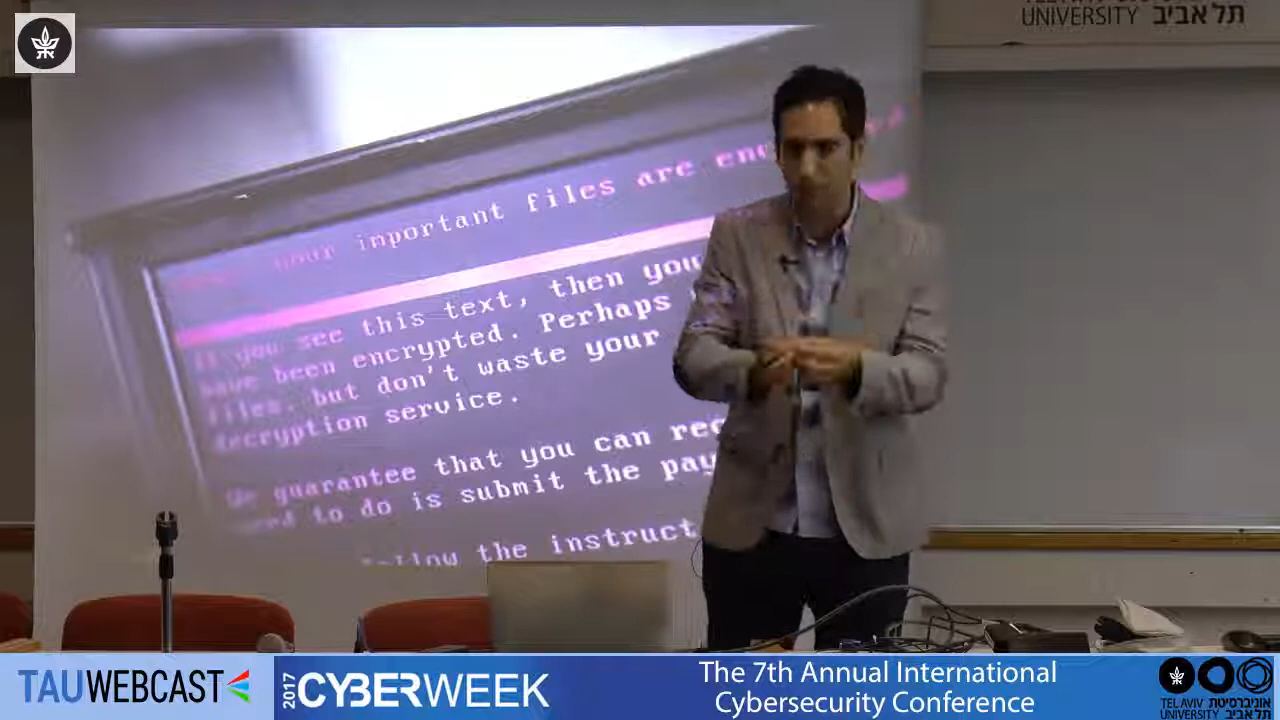 UNIVERSITY תל אביב
your important files are enc
If you see this text, then you
have been encrypted. Perhaps
files, but don't waste your
decryption service.
We guarantee that you can rec
need to do is submit the pay
Follow the instruct
TAUWEBCAST
2017 CYBERWEEK
The 7th Annual International
Cybersecurity Conference
TEL AVIV אוניברסיטת
UNIVERSITY תל אביב